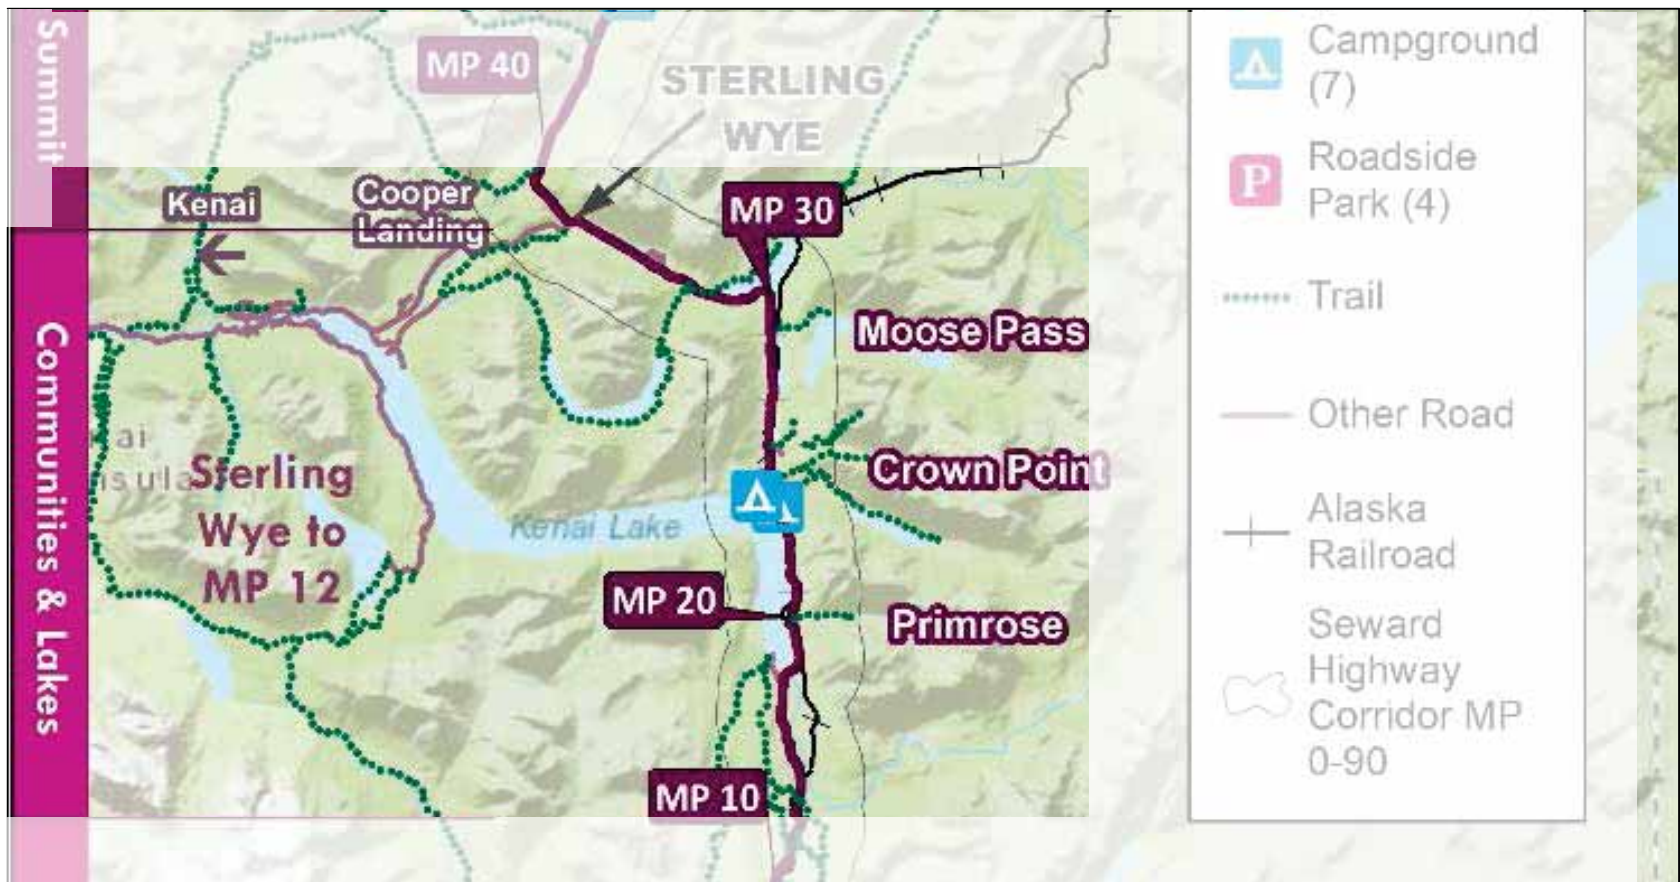 Summit
MP 40
STERLING
WYE
Kenai
Cooper
Landing
MP 30
Moose Pass
Communities & Lakes
ai
sula
Sterling
Wye to
MP 12
Crown Point
Kenai Lake
MP 20
Primrose
MP 10
Campground
(7)
P
Roadside
Park (4)
Trail
Other Road
Alaska
Railroad
Seward
Highway
Corridor MP
0-90